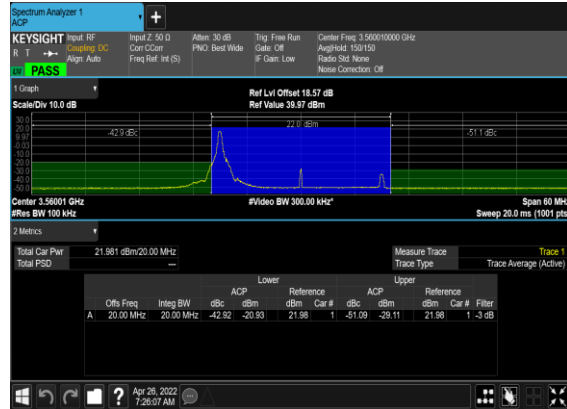 Spectrum Analyzer 1
ACP
+
KEYSIGHT Input: RF Input Z: 50 Ω Atten: 30 dB Trig: Free Run Center Freq: 3.560010000 GHz
R T Coupling: DC Corr CCorr PNO: Best Wide Gate: Off Avg|Hold: 150/150
Align: Auto Freq Ref: Int (S) IF Gain: Low Radio Std: None
LXI PASS Noise Correction: Off
1 Graph
Ref Lvl Offset 18.57 dB
Scale/Div 10.0 dB Ref Value 39.97 dBm
30.0
20.0 -42.9 dBc 22.0 dBm -51.1 dBc
9.97
-0.03
-10.0
-20.0
-30.0
-40.0
-50.0
Center 3.56001 GHz #Video BW 300.00 kHz* Span 60 MHz
#Res BW 100 kHz Sweep 20.0 ms (1001 pts
2 Metrics
Total Car Pwr 21.981 dBm/20.00 MHz Measure Trace Trace 1
Total PSD --- Trace Type Trace Average (Active)
Lower Upper
ACP Reference ACP Reference
Offs Freq Integ BW dBc dBm dBm Car # dBc dBm dBm Car # Filter
A 20.00 MHz 20.00 MHz -42.92 -20.93 21.98 1 -51.09 -29.11 21.98 1 -3 dB
? Apr 26, 2022
7:26:07 AM